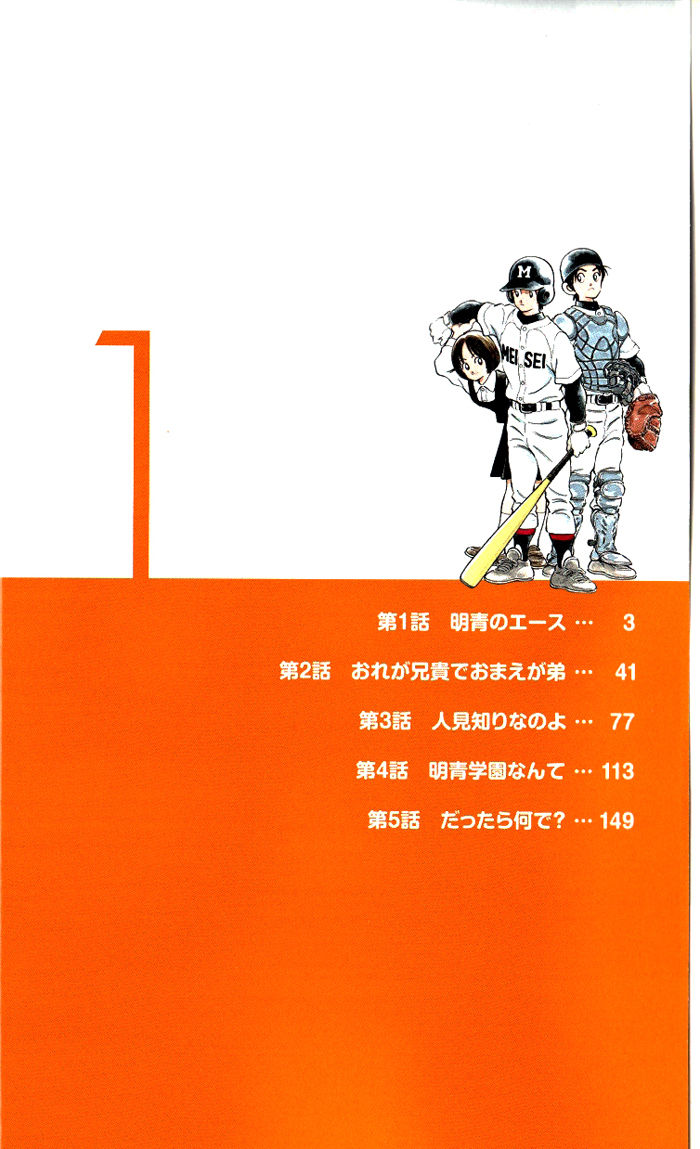 1
M
MEI SEI
第1話 明青のエース … 3
第2話 おれが兄貴でおまえが弟 … 41
第3話 人見知りなのよ … 77
第4話 明青学園なんて … 113
第5話 だったら何で? … 149